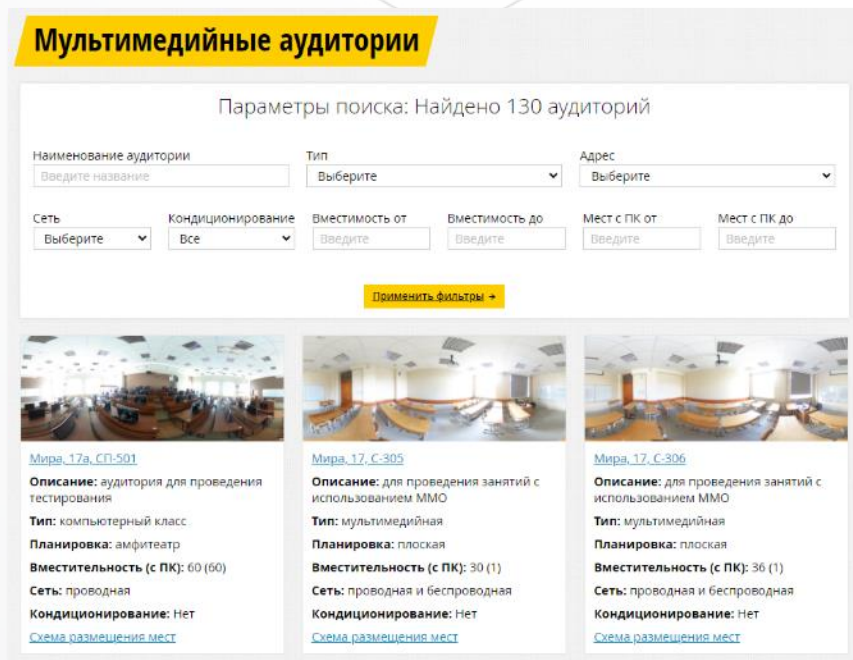 Мультимедийные аудитории
Параметры поиска: Найдено 130 аудиторий
Наименование аудитории
Введите название
Тип
Выберите
Адрес
Выберите
Сеть
Выберите
Кондиционирование
Все
Вместимость от
Введите
Вместимость до
Введите
Мест с ПК от
Введите
Мест с ПК до
Введите
Применить фильтры →
Мира, 17а, СП-501
Описание: аудитория для проведения
тестирования
Тип: компьютерный класс
Планировка: амфитеатр
Вместительность (с ПК): 60 (60)
Сеть: проводная
Кондиционирование: Нет
Схема размещения мест
Мира, 17, С-305
Описание: для проведения занятий с
использованием ММО
Тип: мультимедийная
Планировка: плоская
Вместительность (с ПК): 30 (1)
Сеть: проводная и беспроводная
Кондиционирование: Нет
Схема размещения мест
Мира, 17, С-306
Описание: для проведения занятий с
использованием ММО
Тип: мультимедийная
Планировка: плоская
Вместительность (с ПК): 36 (1)
Сеть: проводная и беспроводная
Кондиционирование: Нет
Схема размещения мест